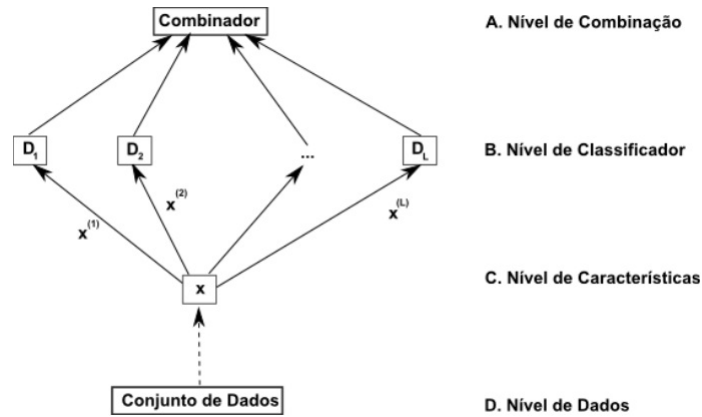 Combinador
A. Nível de Combinação
D1
D2
...
DL
B. Nível de Classificador
x(1)
x(2)
x(L)
x
C. Nível de Características
Conjunto de Dados
D. Nível de Dados